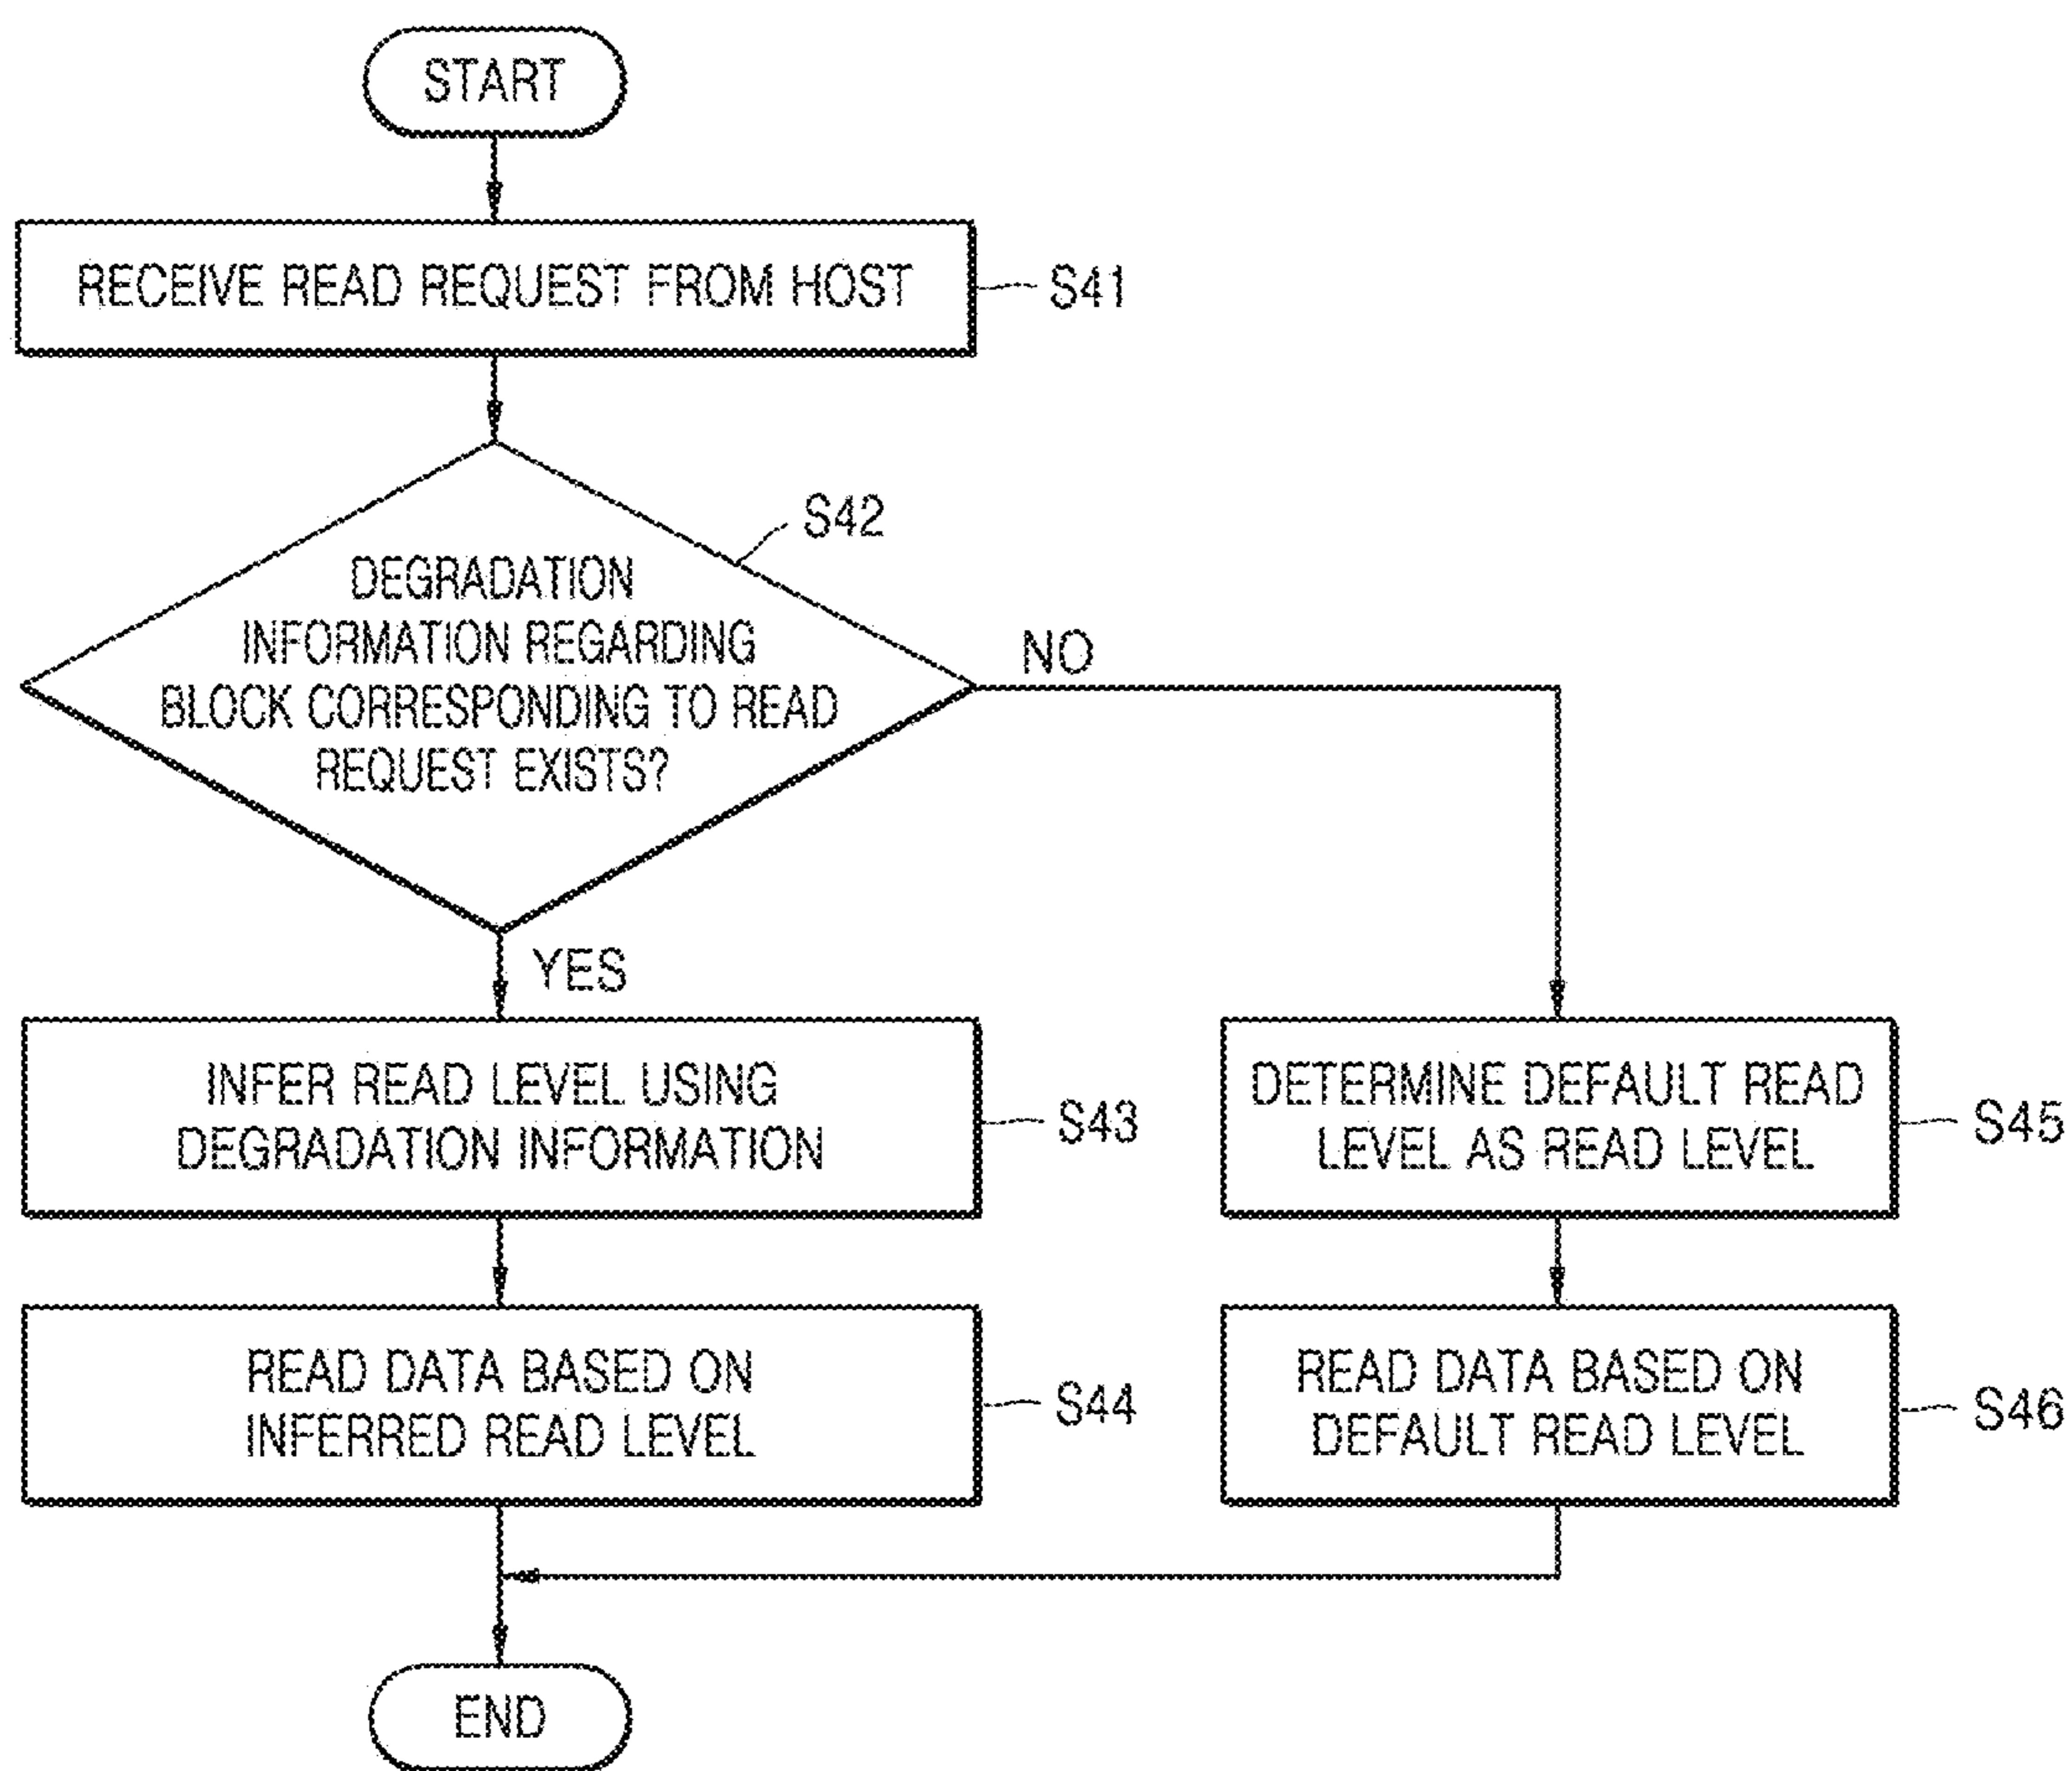 START
RECEIVE READ REQUEST FROM HOST
S41
S42
DEGRADATION
INFORMATION REGARDING
BLOCK CORRESPONDING TO READ
REQUEST EXISTS?
NO
YES
INFER READ LEVEL USING
DEGRADATION INFORMATION
S43
DETERMINE DEFAULT READ
LEVEL AS READ LEVEL
S45
READ DATA BASED ON
INFERRED READ LEVEL
S44
READ DATA BASED ON
DEFAULT READ LEVEL
S46
END